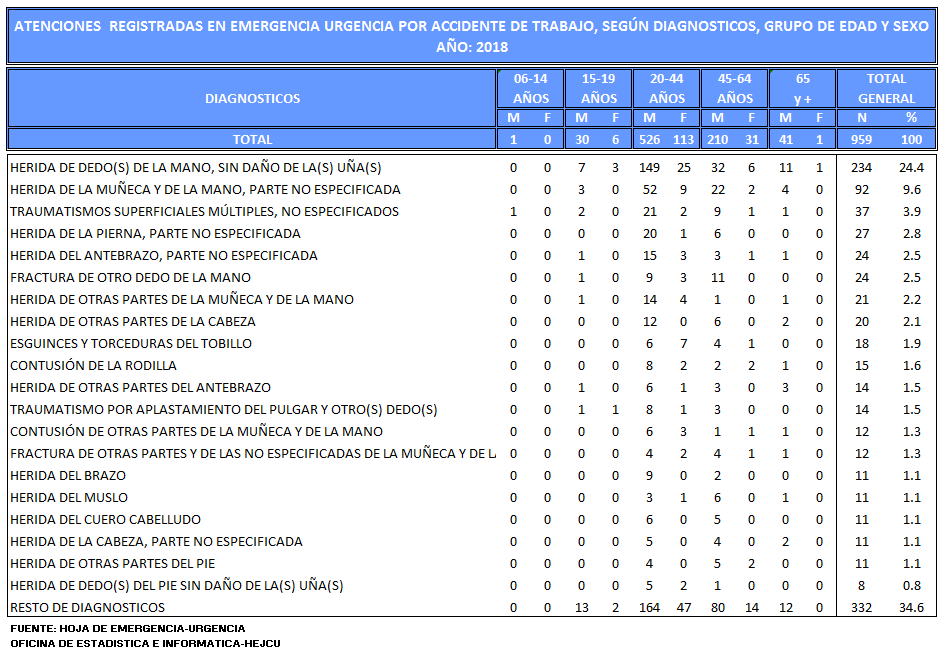 ATENCIONES REGISTRADAS EN EMERGENCIA URGENCIA POR ACCIDENTE DE TRABAJO, SEGÚN DIAGNOSTICOS, GRUPO DE EDAD Y SEXO
AÑO: 2018
DIAGNOSTICOS 06-14 AÑOS 15-19 AÑOS 20-44 AÑOS 45-64 AÑOS 65 y + TOTAL GENERAL
M F M F M F M F M F N %
TOTAL 1 0 30 6 526 113 210 31 41 1 959 100
HERIDA DE DEDO(S) DE LA MANO, SIN DAÑO DE LA(S) UÑA(S) 0 0 7 3 149 25 32 6 11 1 234 24.4
HERIDA DE LA MUÑECA Y DE LA MANO, PARTE NO ESPECIFICADA 0 0 3 0 52 9 22 2 4 0 92 9.6
TRAUMATISMOS SUPERFICIALES MÚLTIPLES, NO ESPECIFICADOS 1 0 2 0 21 2 9 1 1 0 37 3.9
HERIDA DE LA PIERNA, PARTE NO ESPECIFICADA 0 0 0 0 20 1 6 0 0 0 27 2.8
HERIDA DEL ANTEBRAZO, PARTE NO ESPECIFICADA 0 0 1 0 15 3 3 1 1 0 24 2.5
FRACTURA DE OTRO DEDO DE LA MANO 0 0 1 0 9 3 11 0 0 0 24 2.5
HERIDA DE OTRAS PARTES DE LA MUÑECA Y DE LA MANO 0 0 1 0 14 4 1 0 1 0 21 2.2
HERIDA DE OTRAS PARTES DE LA CABEZA 0 0 0 0 12 0 6 0 2 0 20 2.1
ESGUINCES Y TORCEDURAS DEL TOBILLO 0 0 0 0 6 7 4 1 0 0 18 1.9
CONTUSIÓN DE LA RODILLA 0 0 0 0 8 2 2 2 1 0 15 1.6
HERIDA DE OTRAS PARTES DEL ANTEBRAZO 0 0 1 0 6 1 3 0 3 0 14 1.5
TRAUMATISMO POR APLASTAMIENTO DEL PULGAR Y OTRO(S) DEDO(S) 0 0 1 1 8 1 3 0 0 0 14 1.5
CONTUSIÓN DE OTRAS PARTES DE LA MUÑECA Y DE LA MANO 0 0 0 0 6 3 1 1 1 0 12 1.3
FRACTURA DE OTRAS PARTES Y DE LAS NO ESPECIFICADAS DE LA MUÑECA Y DE L 0 0 0 0 4 2 4 1 1 0 12 1.3
HERIDA DEL BRAZO 0 0 0 0 9 0 2 0 0 0 11 1.1
HERIDA DEL MUSLO 0 0 0 0 3 1 6 0 1 0 11 1.1
HERIDA DEL CUERO CABELLUDO 0 0 0 0 6 0 5 0 0 0 11 1.1
HERIDA DE LA CABEZA, PARTE NO ESPECIFICADA 0 0 0 0 5 0 4 0 2 0 11 1.1
HERIDA DE OTRAS PARTES DEL PIE 0 0 0 0 4 0 5 2 0 0 11 1.1
HERIDA DE DEDO(S) DEL PIE SIN DAÑO DE LA(S) UÑA(S) 0 0 0 0 5 2 1 0 0 0 8 0.8
RESTO DE DIAGNOSTICOS 0 0 13 2 164 47 80 14 12 0 332 34.6
FUENTE: HOJA DE EMERGENCIA-URGENCIA
OFICINA DE ESTADISTICA E INFORMATICA-HEJCU